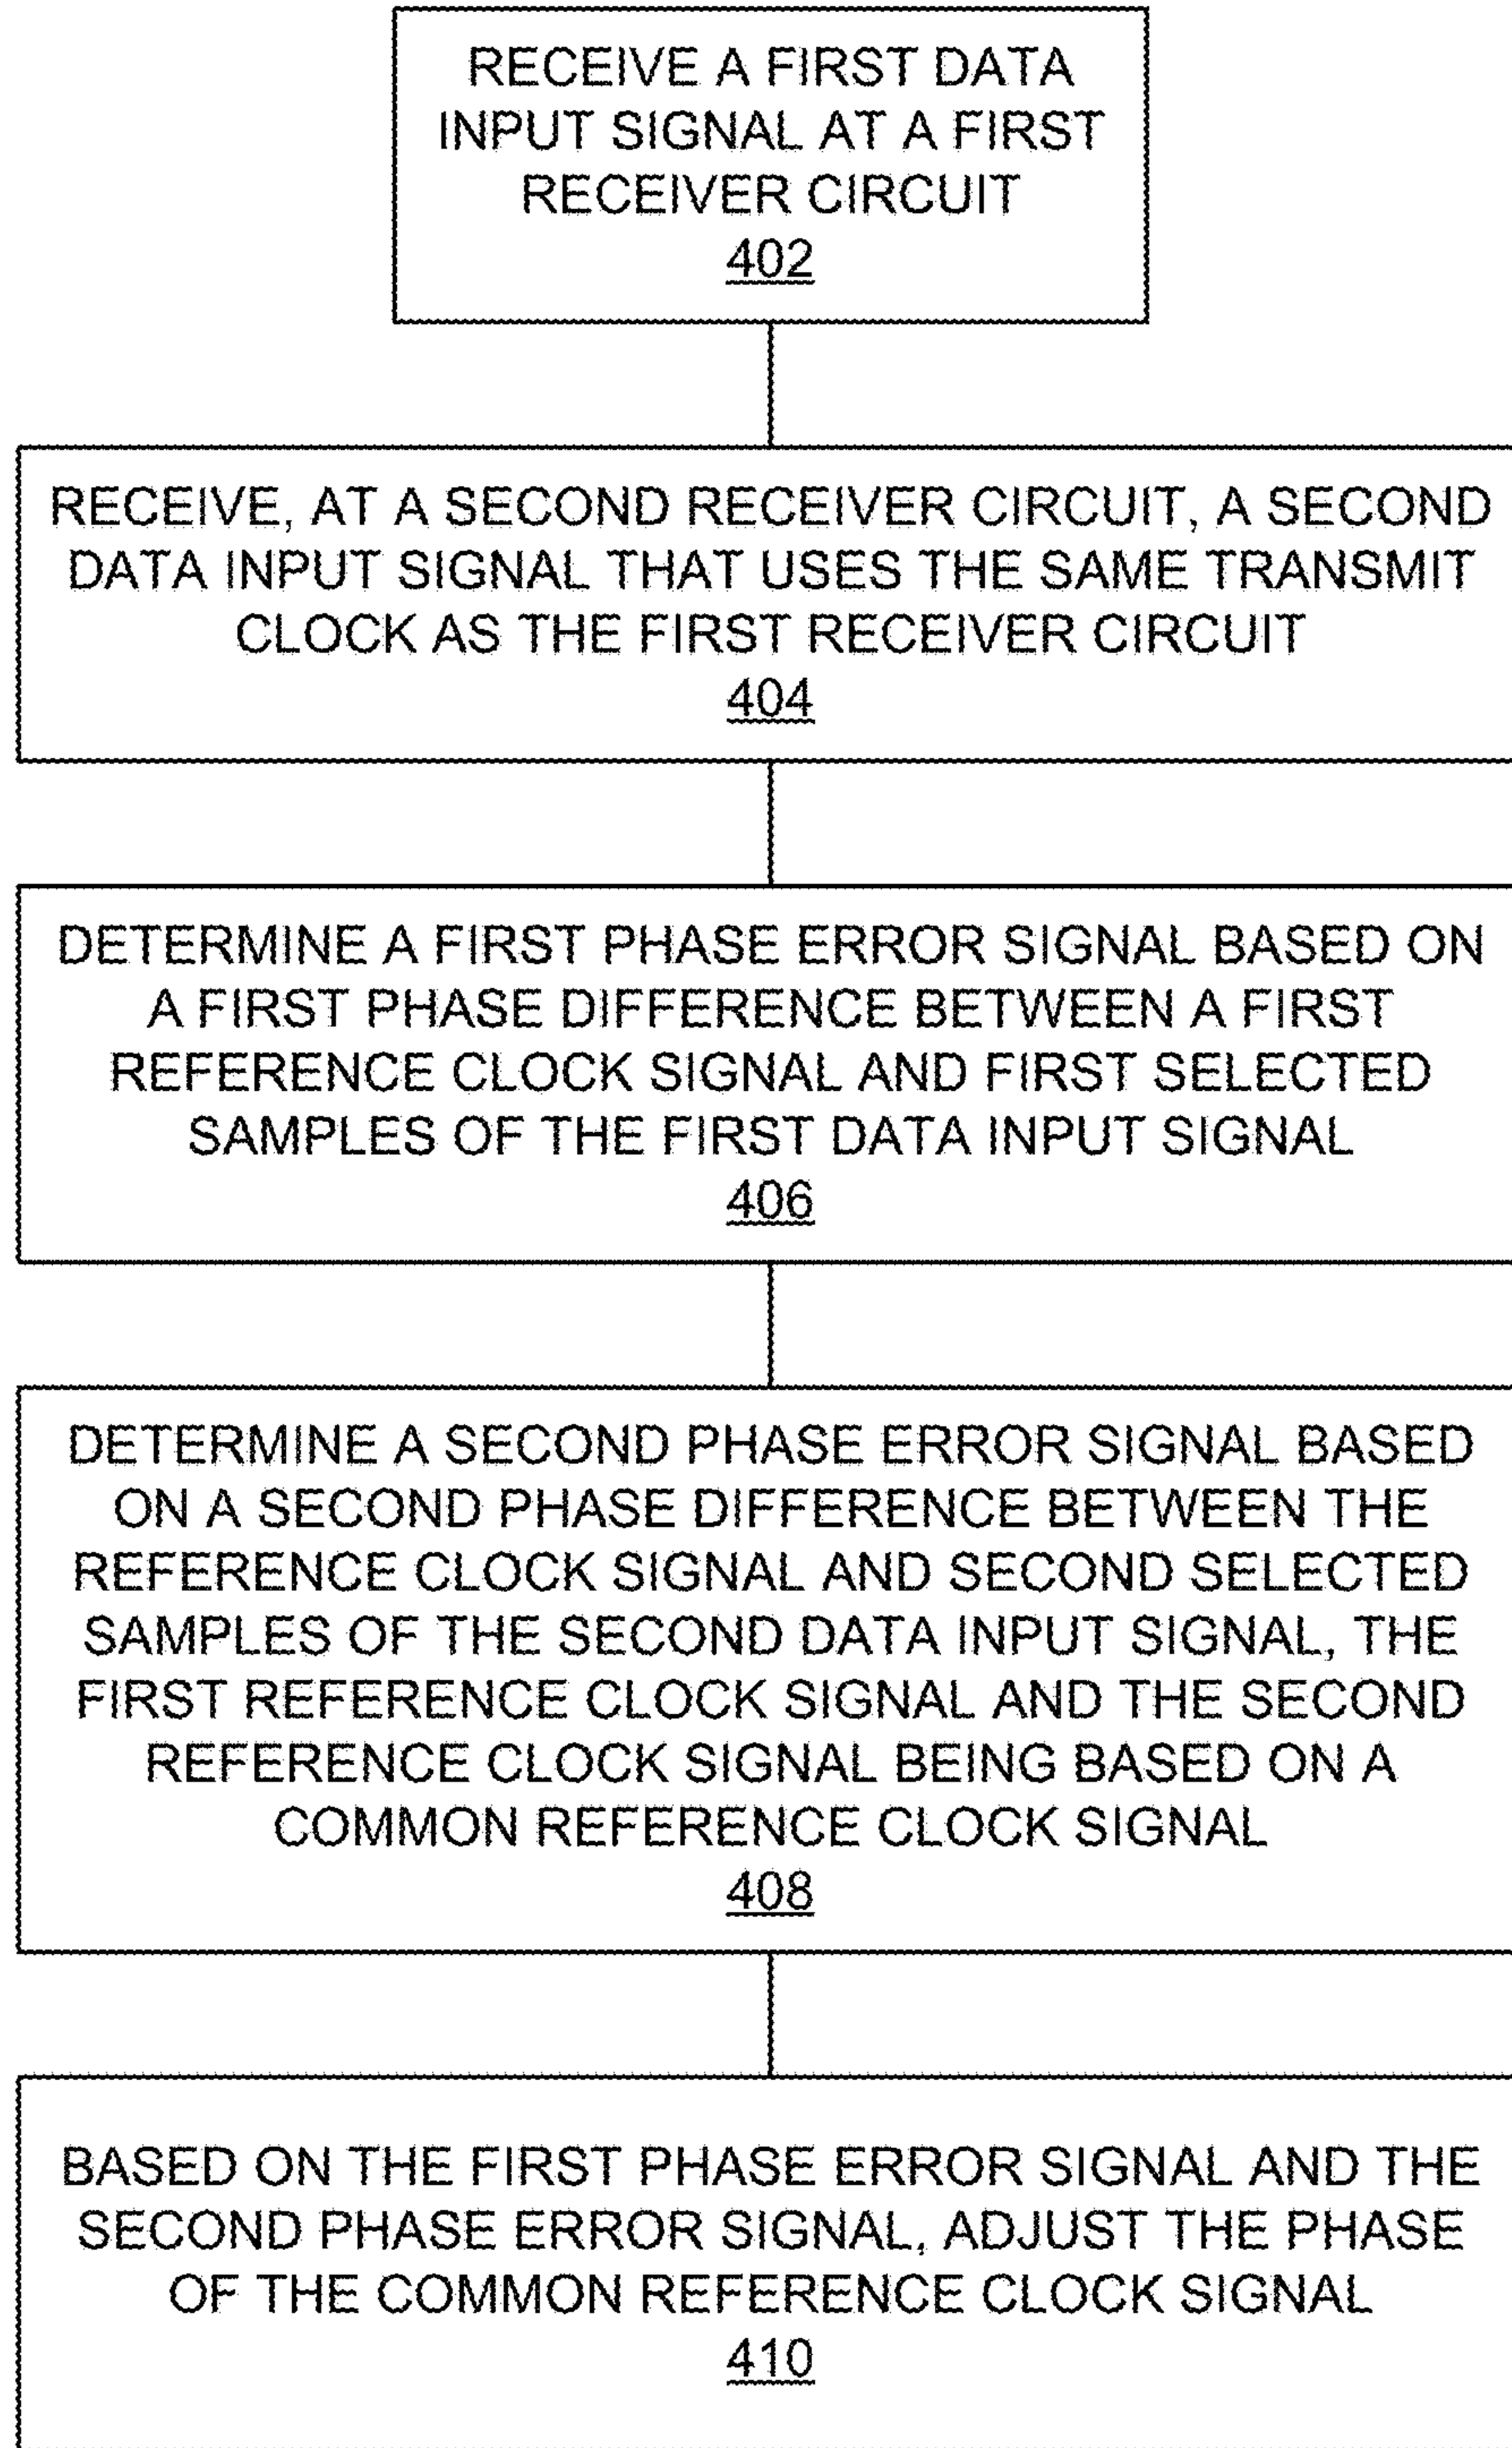 RECEIVE A FIRST DATA
INPUT SIGNAL AT A FIRST
RECEIVER CIRCUIT
402
RECEIVE, AT A SECOND RECEIVER CIRCUIT, A SECOND
DATA INPUT SIGNAL THAT USES THE SAME TRANSMIT
CLOCK AS THE FIRST RECEIVER CIRCUIT
404
DETERMINE A FIRST PHASE ERROR SIGNAL BASED ON
A FIRST PHASE DIFFERENCE BETWEEN A FIRST
REFERENCE CLOCK SIGNAL AND FIRST SELECTED
SAMPLES OF THE FIRST DATA INPUT SIGNAL
406
DETERMINE A SECOND PHASE ERROR SIGNAL BASED
ON A SECOND PHASE DIFFERENCE BETWEEN THE
REFERENCE CLOCK SIGNAL AND SECOND SELECTED
SAMPLES OF THE SECOND DATA INPUT SIGNAL, THE
FIRST REFERENCE CLOCK SIGNAL AND THE SECOND
REFERENCE CLOCK SIGNAL BEING BASED ON A
COMMON REFERENCE CLOCK SIGNAL
408
BASED ON THE FIRST PHASE ERROR SIGNAL AND THE
SECOND PHASE ERROR SIGNAL, ADJUST THE PHASE
OF THE COMMON REFERENCE CLOCK SIGNAL
410